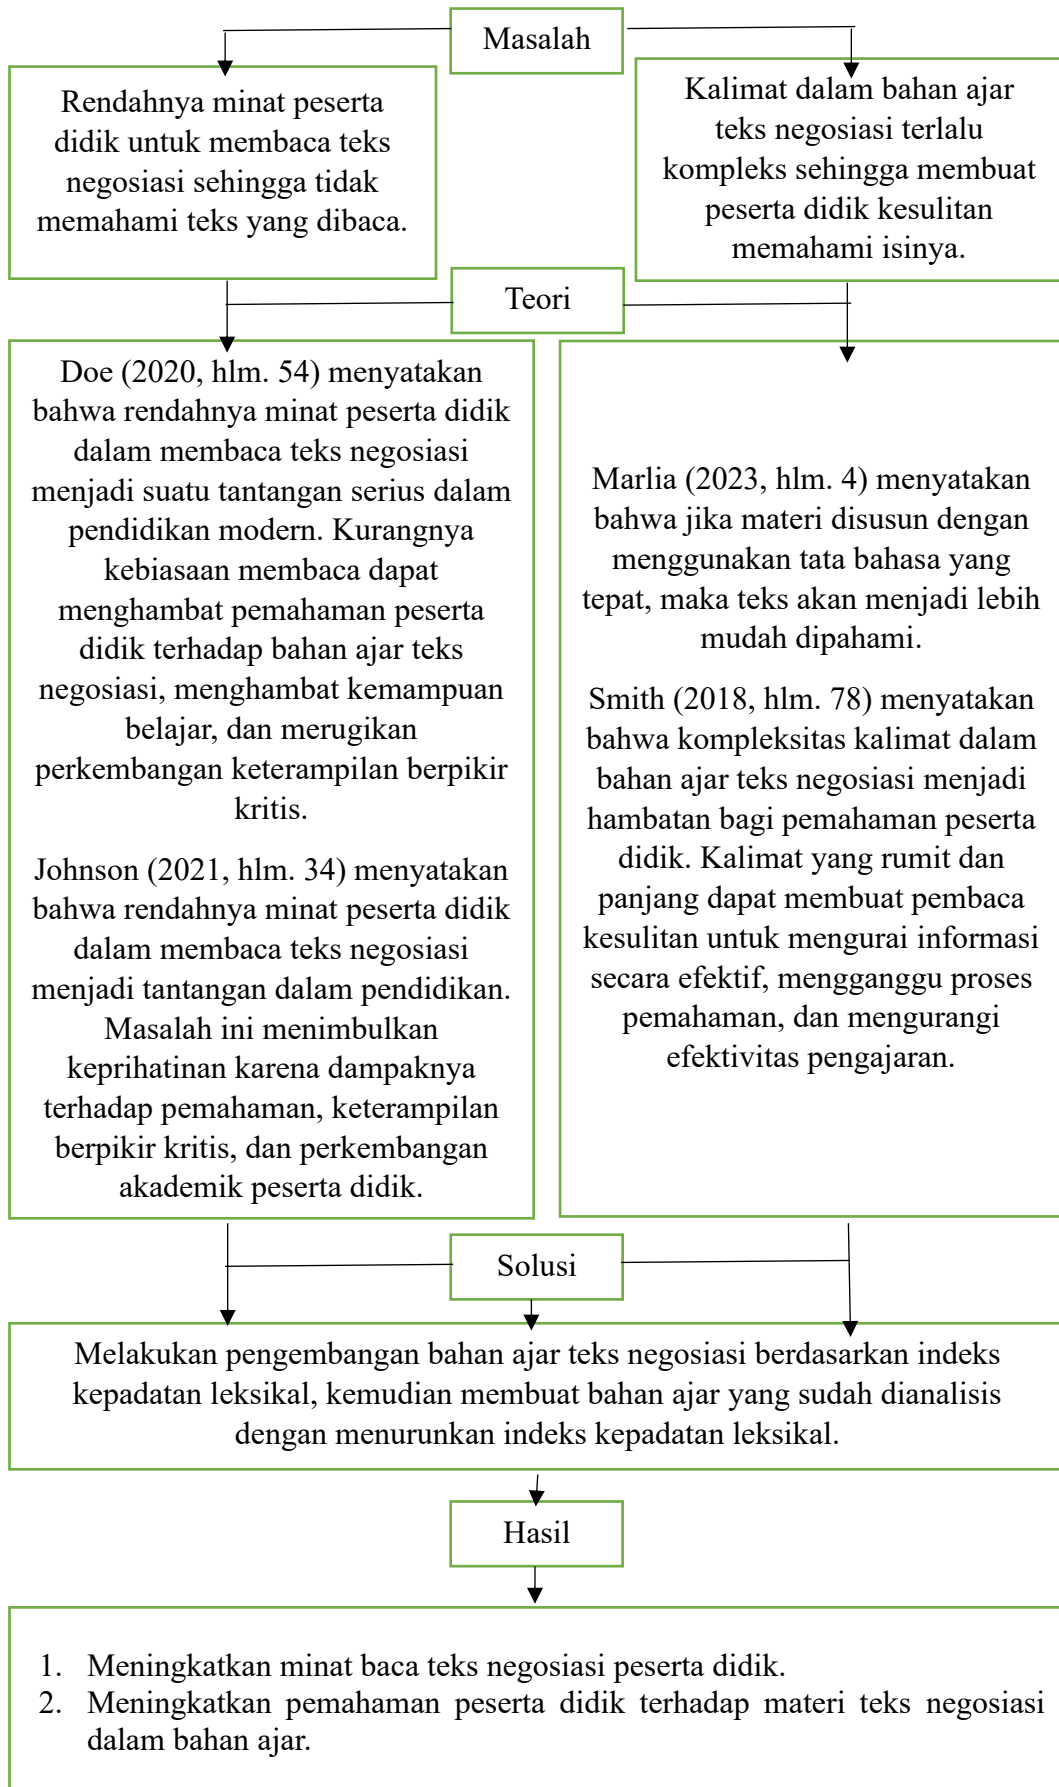 Masalah
Rendahnya minat peserta
didik untuk membaca teks
negosiasi sehingga tidak
memahami teks yang dibaca.
Kalimat dalam bahan ajar
teks negosiasi terlalu
kompleks sehingga membuat
peserta didik kesulitan
memahami isinya.
Teori
Doe (2020, hlm. 54) menyatakan
bahwa rendahnya minat peserta didik
dalam membaca teks negosiasi
menjadi suatu tantangan serius dalam
pendidikan modern. Kurangnya
kebiasaan membaca dapat
menghambat pemahaman peserta
didik terhadap bahan ajar teks
negosiasi, menghambat kemampuan
belajar, dan merugikan
perkembangan keterampilan berpikir
kritis.
Johnson (2021, hlm. 34) menyatakan
bahwa rendahnya minat peserta didik
dalam membaca teks negosiasi
menjadi tantangan dalam pendidikan.
Masalah ini menimbulkan
keprihatinan karena dampaknya
terhadap pemahaman, keterampilan
berpikir kritis, dan perkembangan
akademik peserta didik.
Marlia (2023, hlm. 4) menyatakan
bahwa jika materi disusun dengan
menggunakan tata bahasa yang
tepat, maka teks akan menjadi lebih
mudah dipahami.
Smith (2018, hlm. 78) menyatakan
bahwa kompleksitas kalimat dalam
bahan ajar teks negosiasi menjadi
hambatan bagi pemahaman peserta
didik. Kalimat yang rumit dan
panjang dapat membuat pembaca
kesulitan untuk mengurai informasi
secara efektif, mengganggu proses
pemahaman, dan mengurangi
efektivitas pengajaran.
Solusi
Melakukan pengembangan bahan ajar teks negosiasi berdasarkan indeks
kepadatan leksikal, kemudian membuat bahan ajar yang sudah dianalisis
dengan menurunkan indeks kepadatan leksikal.
Hasil
1. Meningkatkan minat baca teks negosiasi peserta didik.
2. Meningkatkan pemahaman peserta didik terhadap materi teks negosiasi
dalam bahan ajar.